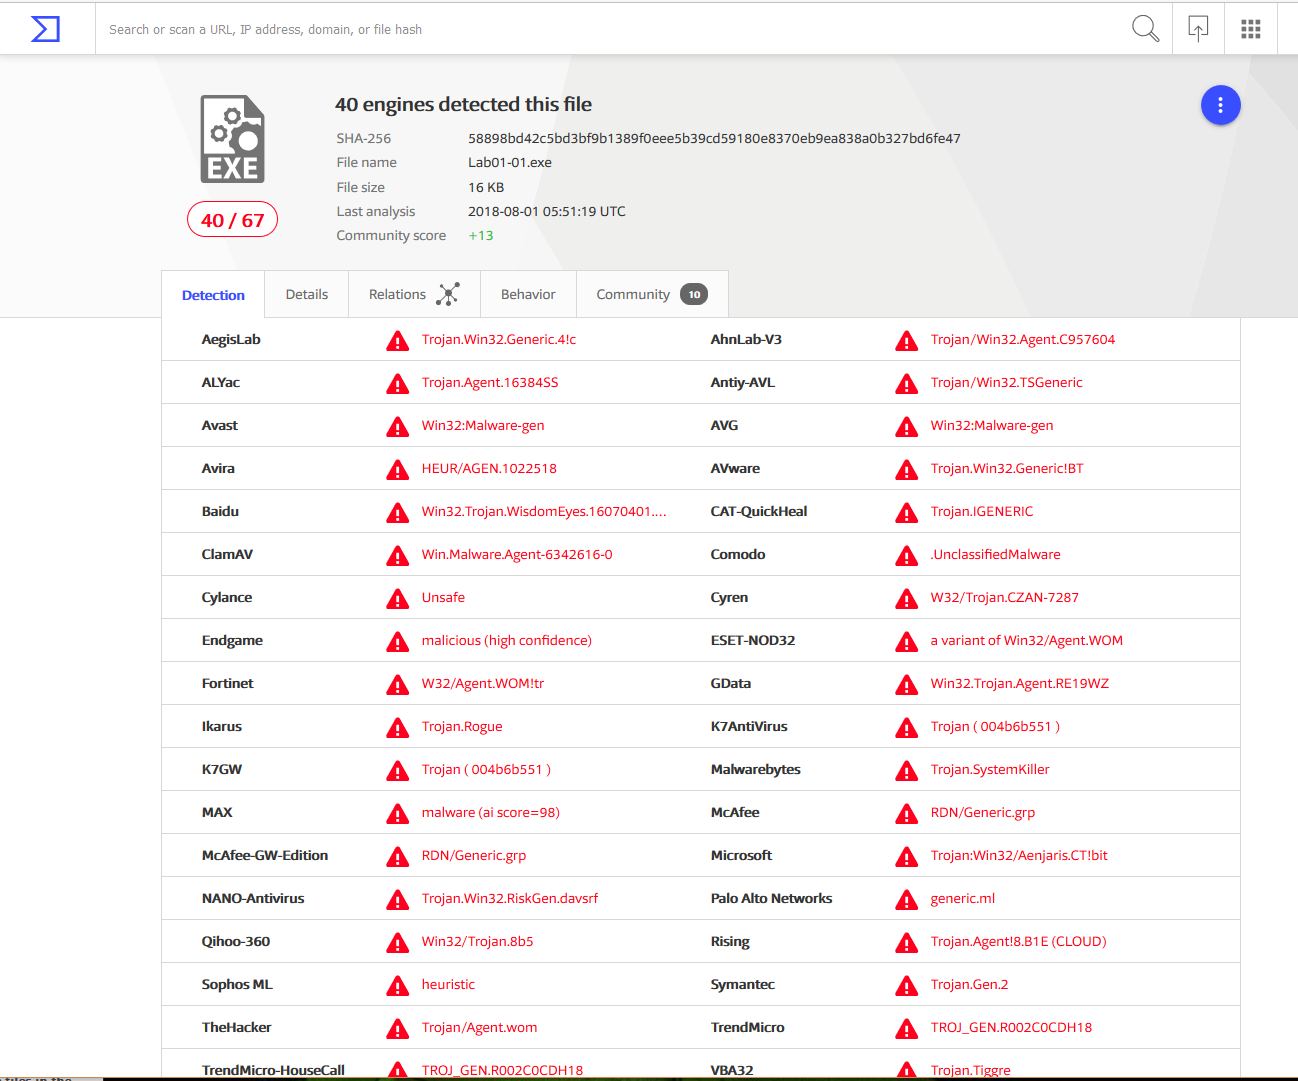 Search or scan a URL, IP address, domain, or file hash
EXE
40 / 67
40 engines detected this file
SHA-256 58898bd42c5bd3bf9b1389f0eee5b39cd59180e8370eb9ea838a0b327bd6fe47
File name Lab01-01.exe
File size 16 KB
Last analysis 2018-08-01 05:51:19 UTC
Community score +13
Detection Details Relations Behavior Community 10
AegisLab Trojan.Win32.Generic.4!c AhnLab-V3 Trojan/Win32.Agent.C957604
ALYac Trojan.Agent.16384SS Antiy-AVL Trojan/Win32.TSGeneric
Avast Win32:Malware-gen AVG Win32:Malware-gen
Avira HEUR/AGEN.1022518 AVware Trojan.Win32.Generic!BT
Baidu Win32.Trojan.WisdomEyes.16070401.... CAT-QuickHeal Trojan.IGENERIC
ClamAV Win.Malware.Agent-6342616-0 Comodo .UnclassifiedMalware
Cylance Unsafe Cyren W32/Trojan.CZAN-7287
Endgame malicious (high confidence) ESET-NOD32 a variant of Win32/Agent.WOM
Fortinet W32/Agent.WOM!tr GData Win32.Trojan.Agent.RE19WZ
Ikarus Trojan.Rogue K7AntiVirus Trojan ( 004b6b551 )
K7GW Trojan ( 004b6b551 ) Malwarebytes Trojan.SystemKiller
MAX malware (ai score=98) McAfee RDN/Generic.grp
McAfee-GW-Edition RDN/Generic.grp Microsoft Trojan:Win32/Aenjaris.CT!bit
NANO-Antivirus Trojan.Win32.RiskGen.davsrf Palo Alto Networks generic.ml
Qihoo-360 Win32/Trojan.8b5 Rising Trojan.Agent!8.B1E (CLOUD)
Sophos ML heuristic Symantec Trojan.Gen.2
TheHacker Trojan/Agent.wom TrendMicro TROJ_GEN.R002C0CDH18
TrendMicro-HouseCall TROJ_GEN.R002C0CDH18 VBA32 Trojan.Tiggre